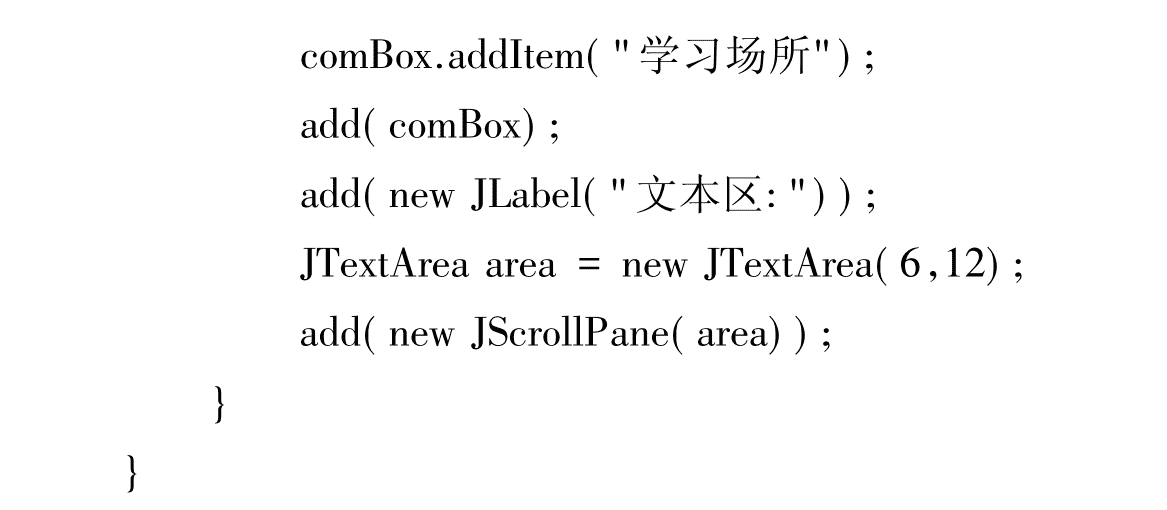 comBox.addItem("学习场所");
add(comBox);
add(new JLabel("文本区:"));
JTextArea area = new JTextArea(6,12);
add(new JScrollPane(area));
}
}